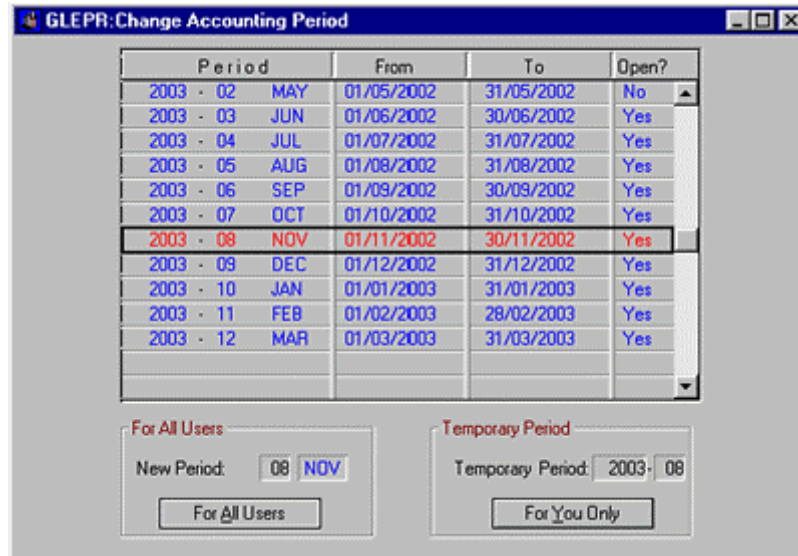 GLEPR:Change Accounting Period
Period From To Open?
2003 - 02 MAY 01/05/2002 31/05/2002 No
2003 - 03 JUN 01/06/2002 30/06/2002 Yes
2003 - 04 JUL 01/07/2002 31/07/2002 Yes
2003 - 05 AUG 01/08/2002 31/08/2002 Yes
2003 - 06 SEP 01/09/2002 30/09/2002 Yes
2003 - 07 OCT 01/10/2002 31/10/2002 Yes
2003 - 08 NOV 01/11/2002 30/11/2002 Yes
2003 - 09 DEC 01/12/2002 31/12/2002 Yes
2003 - 10 JAN 01/01/2003 31/01/2003 Yes
2003 - 11 FEB 01/02/2003 28/02/2003 Yes
2003 - 12 MAR 01/03/2003 31/03/2003 Yes
For All Users
New Period: 08 NOV
For All Users
Temporary Period
Temporary Period: 2003- 08
For You Only